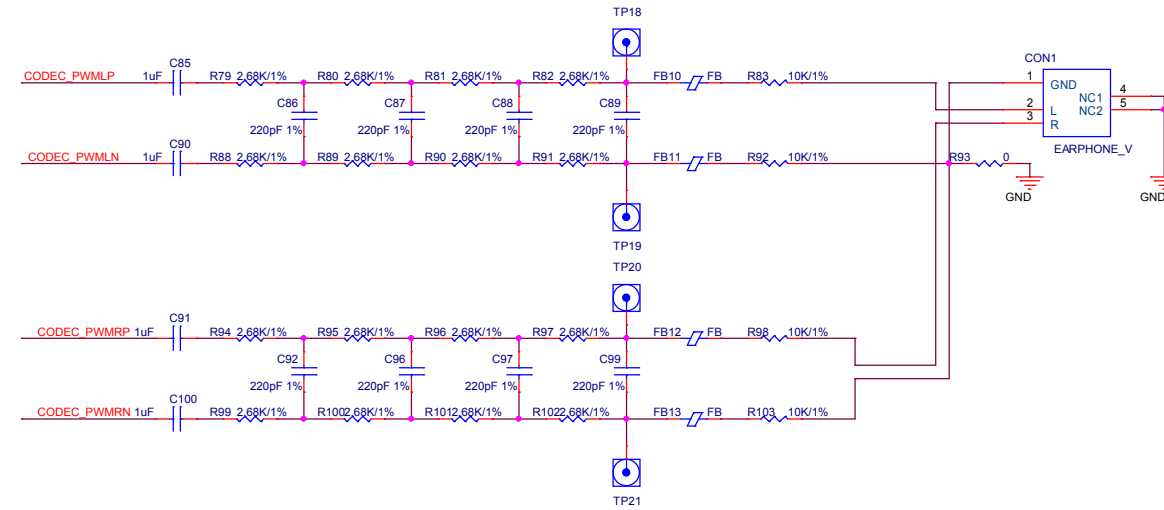 TP18
CODEC_PWMLP 1uF C85 R79 2.68K/1% R80 2.68K/1% R81 2.68K/1% R82 2.68K/1% FB10 FB R83 10K/1%
CON1
1 GND
2 L
3 R
NC1 4
NC2 5
EARPHONE_V
C86 C87 C88 C89
220pF 1% 220pF 1% 220pF 1% 220pF 1%
CODEC_PWMLN 1uF C90 R88 2.68K/1% R89 2.68K/1% R90 2.68K/1% R91 2.68K/1% FB11 FB R92 10K/1% R93 0
GND GND
TP19
TP20
CODEC_PWMRP 1uF C91 R94 2.68K/1% R95 2.68K/1% R96 2.68K/1% R97 2.68K/1% FB12 FB R98 10K/1%
C92 C96 C97 C99
220pF 1% 220pF 1% 220pF 1% 220pF 1%
CODEC_PWMRN 1uF C100 R99 2.68K/1% R100 2.68K/1% R101 2.68K/1% R102 2.68K/1% FB13 FB R103 10K/1%
TP21